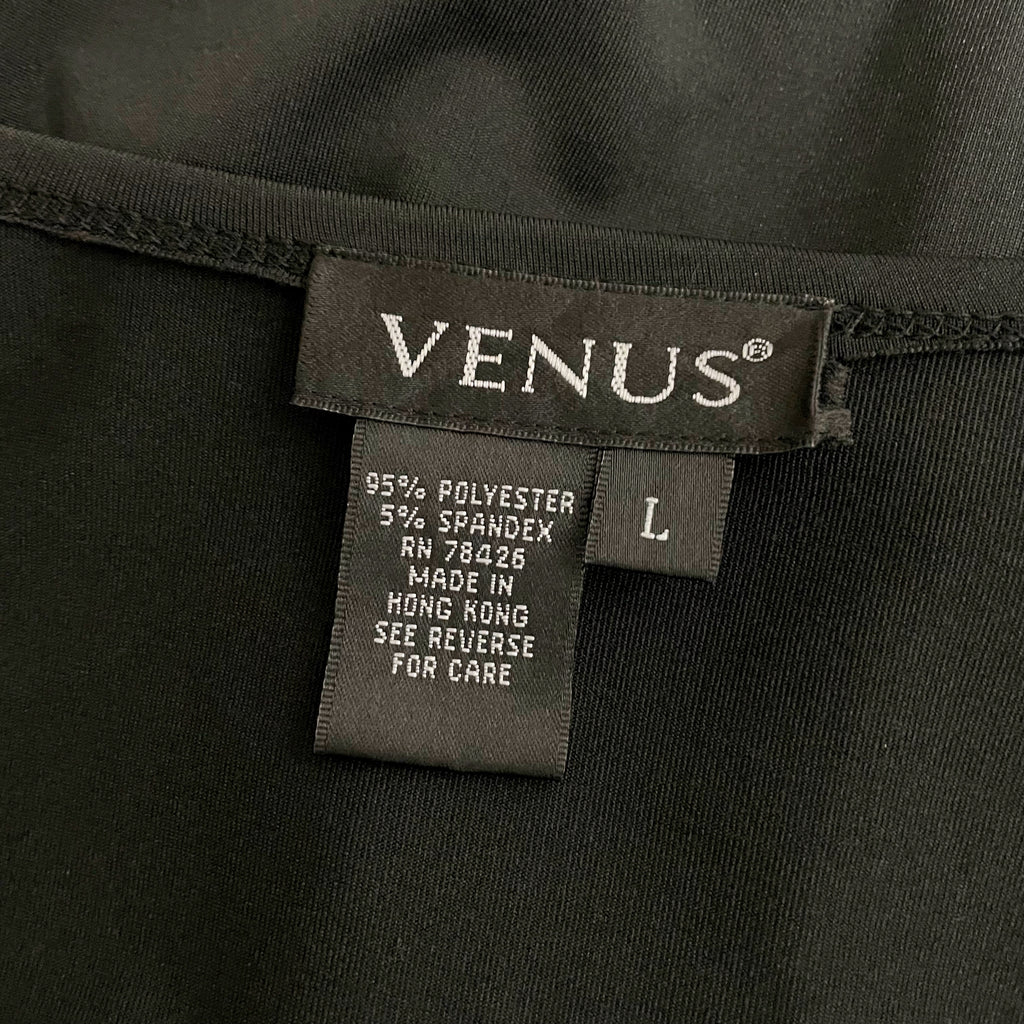 VENUS®
95% POLYESTER
5% SPANDEX
RN 78426
MADE IN
HONG KONG
SEE REVERSE
FOR CARE
L